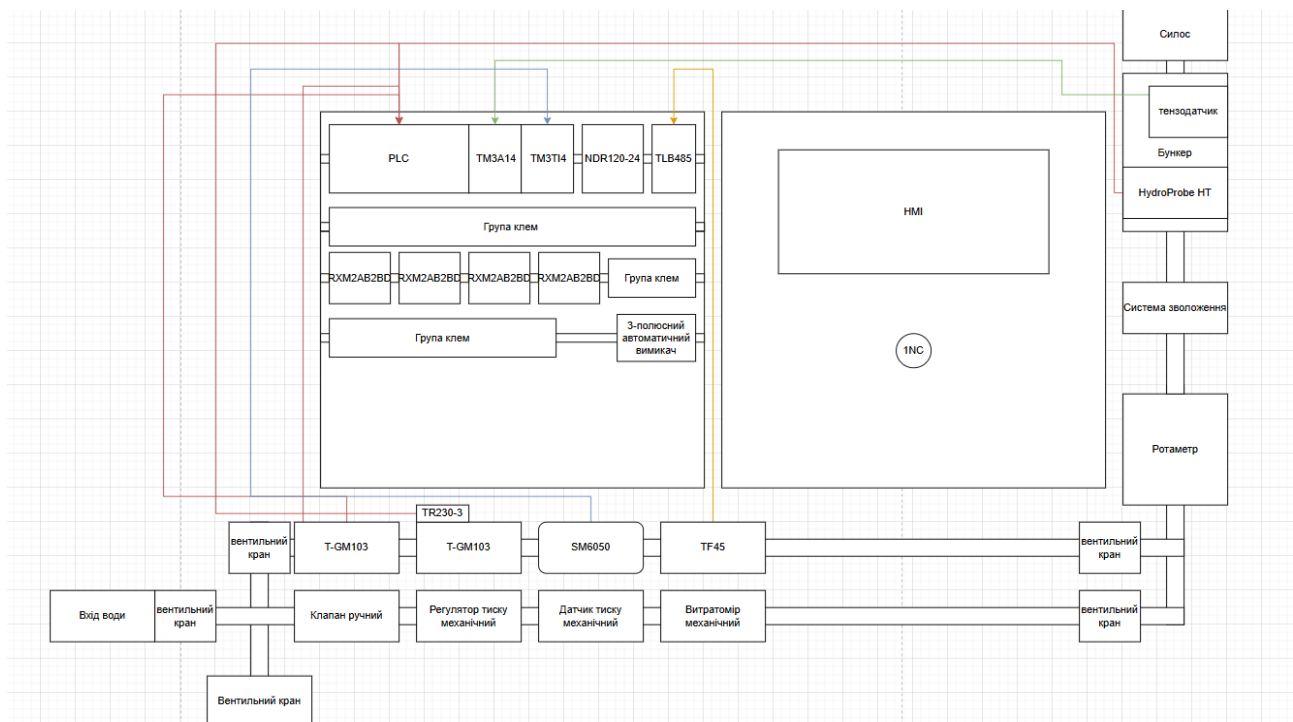 Силос
тензодатчик
Бункер
HydroProbe HT
PLC
TM3A14
TM3TI4
NDR120-24
TLB485
HMI
Група клем
RXM2AB2BD
RXM2AB2BD
RXM2AB2BD
RXM2AB2BD
Група клем
Система зволоження
Група клем
3-полюсний
автоматичний
вимикач
1NC
Ротаметр
TR230-3
вентильний
кран
T-GM103
T-GM103
SM6050
TF45
вентильний
кран
Вхід води
вентильний
кран
Клапан ручний
Регулятор тиску
механічний
Датчик тиску
механічний
Витратомір
механічний
вентильний
кран
Вентильний кран